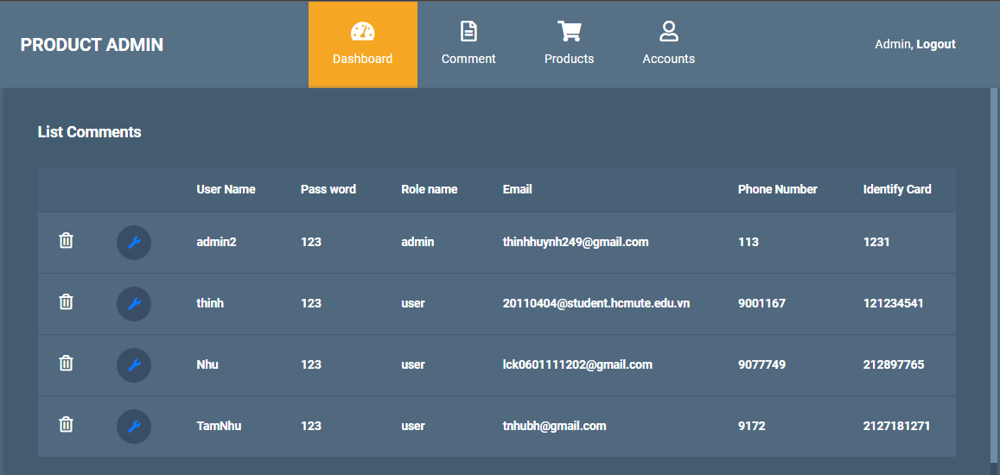 PRODUCT ADMIN
Dashboard
Comment
Products
Accounts
Admin, Logout
List Comments
User Name Pass word Role name Email Phone Number Identify Card
admin2 123 admin thinhhuynh249@gmail.com 113 1231
thinh 123 user 20110404@student.hcmute.edu.vn 9001167 121234541
Nhu 123 user lck0601111202@gmail.com 9077749 212897765
TamNhu 123 user tnhubh@gmail.com 9172 2127181271